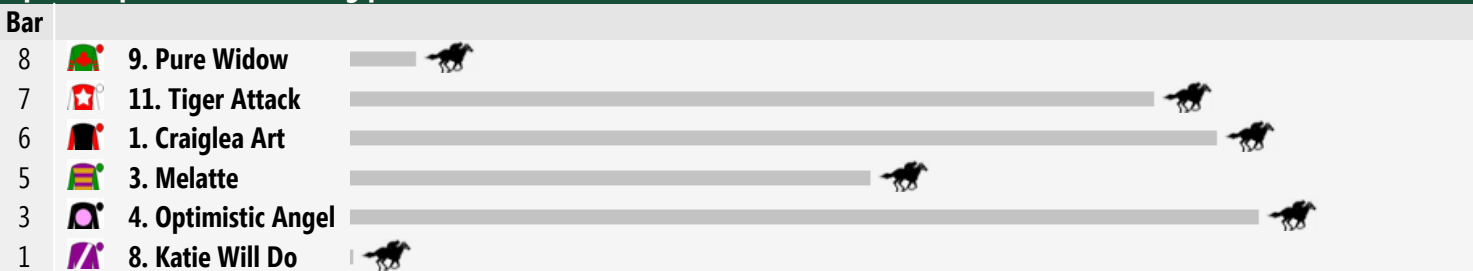 Bar
8 9. Pure Widow
7 11. Tiger Attack
6 1. Craiglea Art
5 3. Melatte
3 4. Optimistic Angel
1 8. Katie Will Do